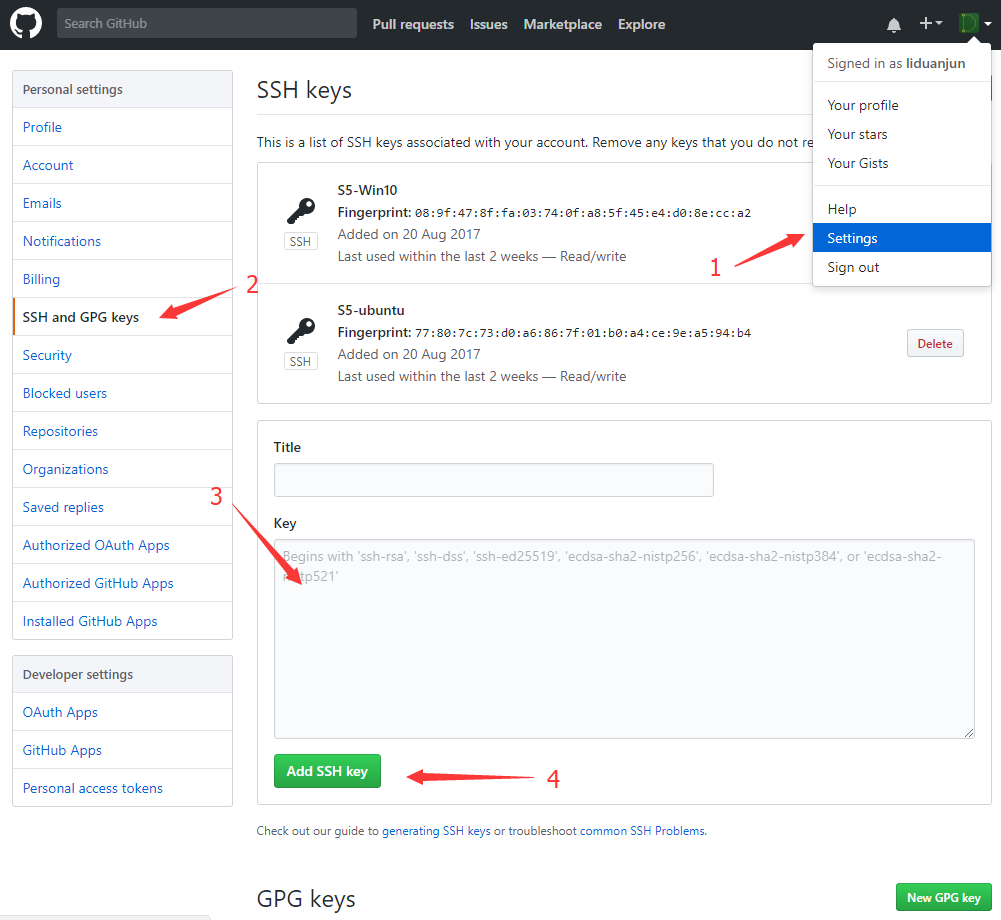 Search GitHub
Pull requests
Issues
Marketplace
Explore
Signed in as liduanjun
Your profile
Your stars
Your Gists
Help
Settings
Sign out
1
Personal settings
Profile
Account
Emails
Notifications
Billing
SSH and GPG keys
2
Security
Blocked users
Repositories
Organizations
Saved replies
Authorized OAuth Apps
Authorized GitHub Apps
Installed GitHub Apps
Developer settings
OAuth Apps
GitHub Apps
Personal access tokens
SSH keys
This is a list of SSH keys associated with your account. Remove any keys that you do not re
S5-Win10
Fingerprint: 08:9f:47:8f:fa:03:74:0f:a8:5f:45:e4:d0:8e:cc:a2
SSH
Added on 20 Aug 2017
Last used within the last 2 weeks — Read/write
S5-ubuntu
Fingerprint: 77:80:7c:73:d0:a6:86:7f:01:b0:a4:ce:9e:a5:94:b4
SSH
Added on 20 Aug 2017
Last used within the last 2 weeks — Read/write
Delete
Title
3
Key
Begins with 'ssh-rsa', 'ssh-dss', 'ssh-ed25519', 'ecdsa-sha2-nistp256', 'ecdsa-sha2-nistp384', or 'ecdsa-sha2-
nistp521'
Add SSH key
4
Check out our guide to generating SSH keys or troubleshoot common SSH Problems.
GPG keys
New GPG key